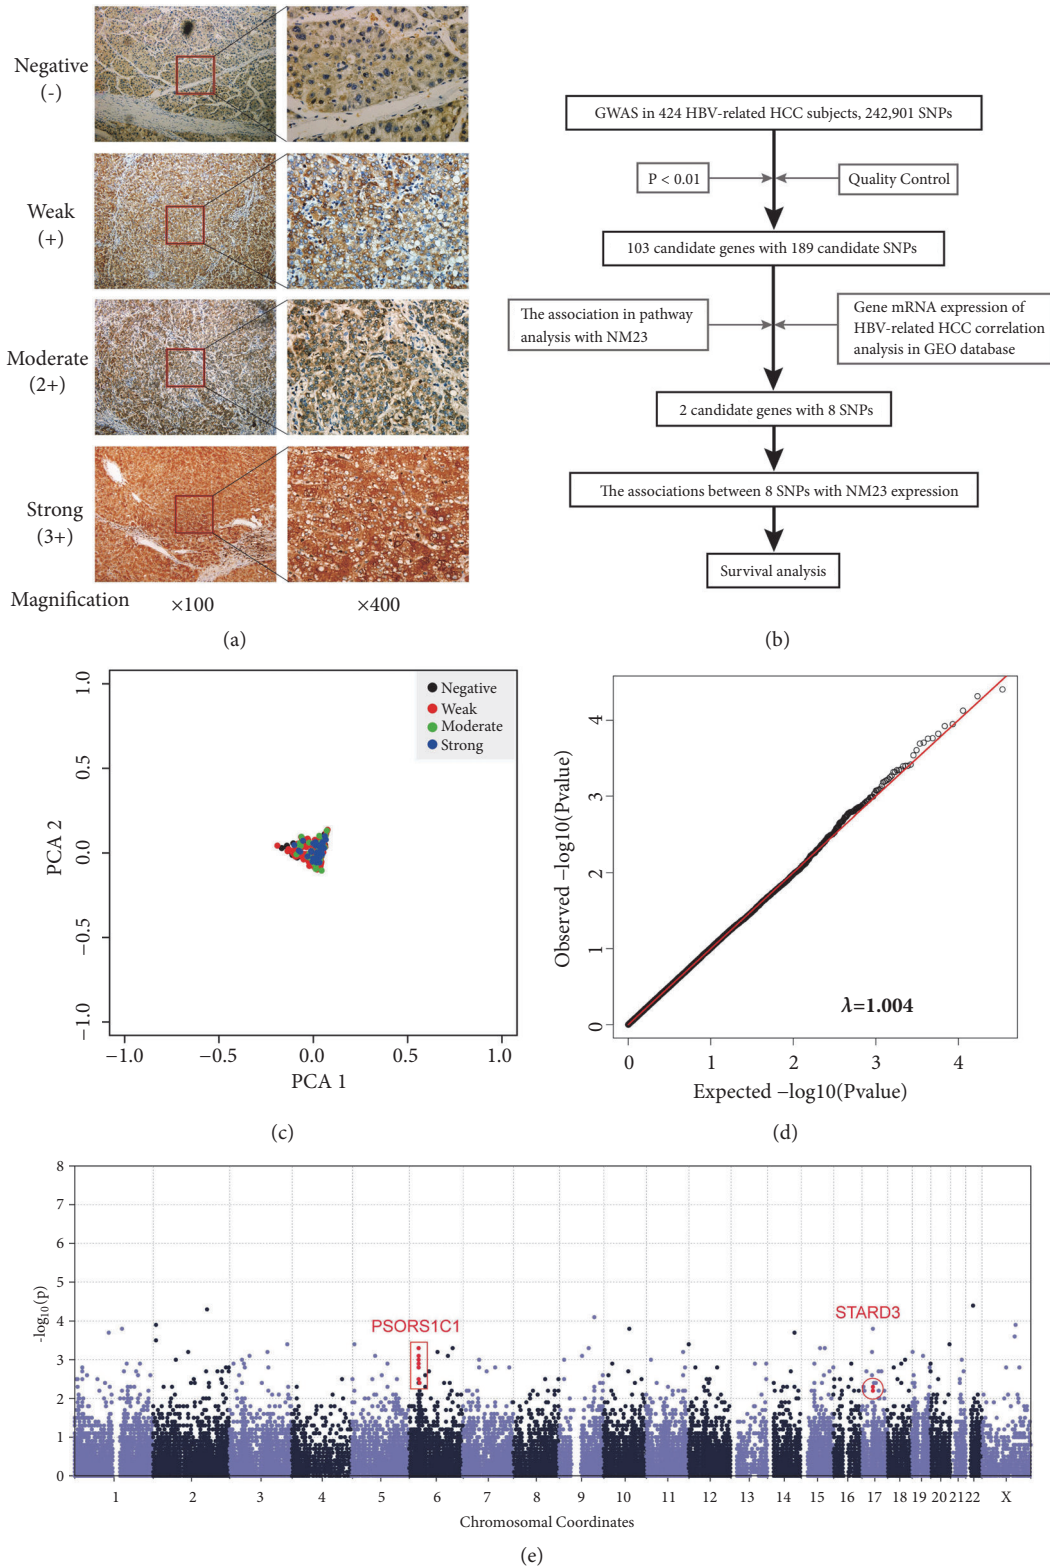 Negative
(-)
Weak
(+)
Moderate
(2+)
Strong
(3+)
Magnification
×100
×400
(a)
GWAS in 424 HBV-related HCC subjects, 242,901 SNPs
P < 0.01
Quality Control
103 candidate genes with 189 candidate SNPs
The association in pathway
analysis with NM23
Gene mRNA expression of
HBV-related HCC correlation
analysis in GEO database
2 candidate genes with 8 SNPs
The associations between 8 SNPs with NM23 expression
Survival analysis
(b)
1.0
0.5
0.0
−0.5
−1.0
PCA 2
Negative
Weak
Moderate
Strong
−1.0 −0.5 0.0 0.5 1.0
PCA 1
(c)
4
3
2
1
0
Observed −log10(Pvalue)
λ=1.004
0 1 2 3 4
Expected −log10(Pvalue)
(d)
8
7
6
5
4
3
2
1
0
-log10(p)
PSORS1C1
STARD3
1 2 3 4 5 6 7 8 9 10 11 12 13 14 15 16 17 18 19 20 21 22 X
Chromosomal Coordinates
(e)